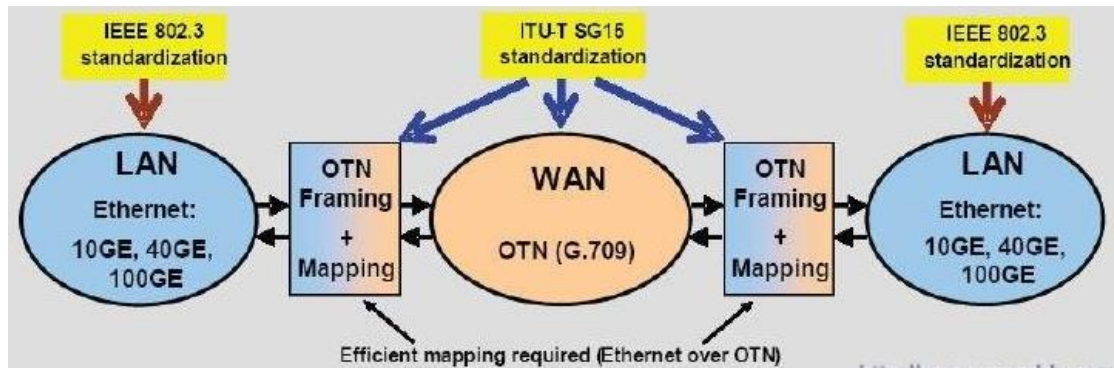 IEEE 802.3
standardization
ITU-T SG15
standardization
IEEE 802.3
standardization
LAN
Ethernet:
10GE, 40GE,
100GE
OTN
Framing
+
Mapping
WAN
OTN (G.709)
OTN
Framing
+
Mapping
LAN
Ethernet:
10GE, 40GE,
100GE
Efficient mapping required (Ethernet over OTN)